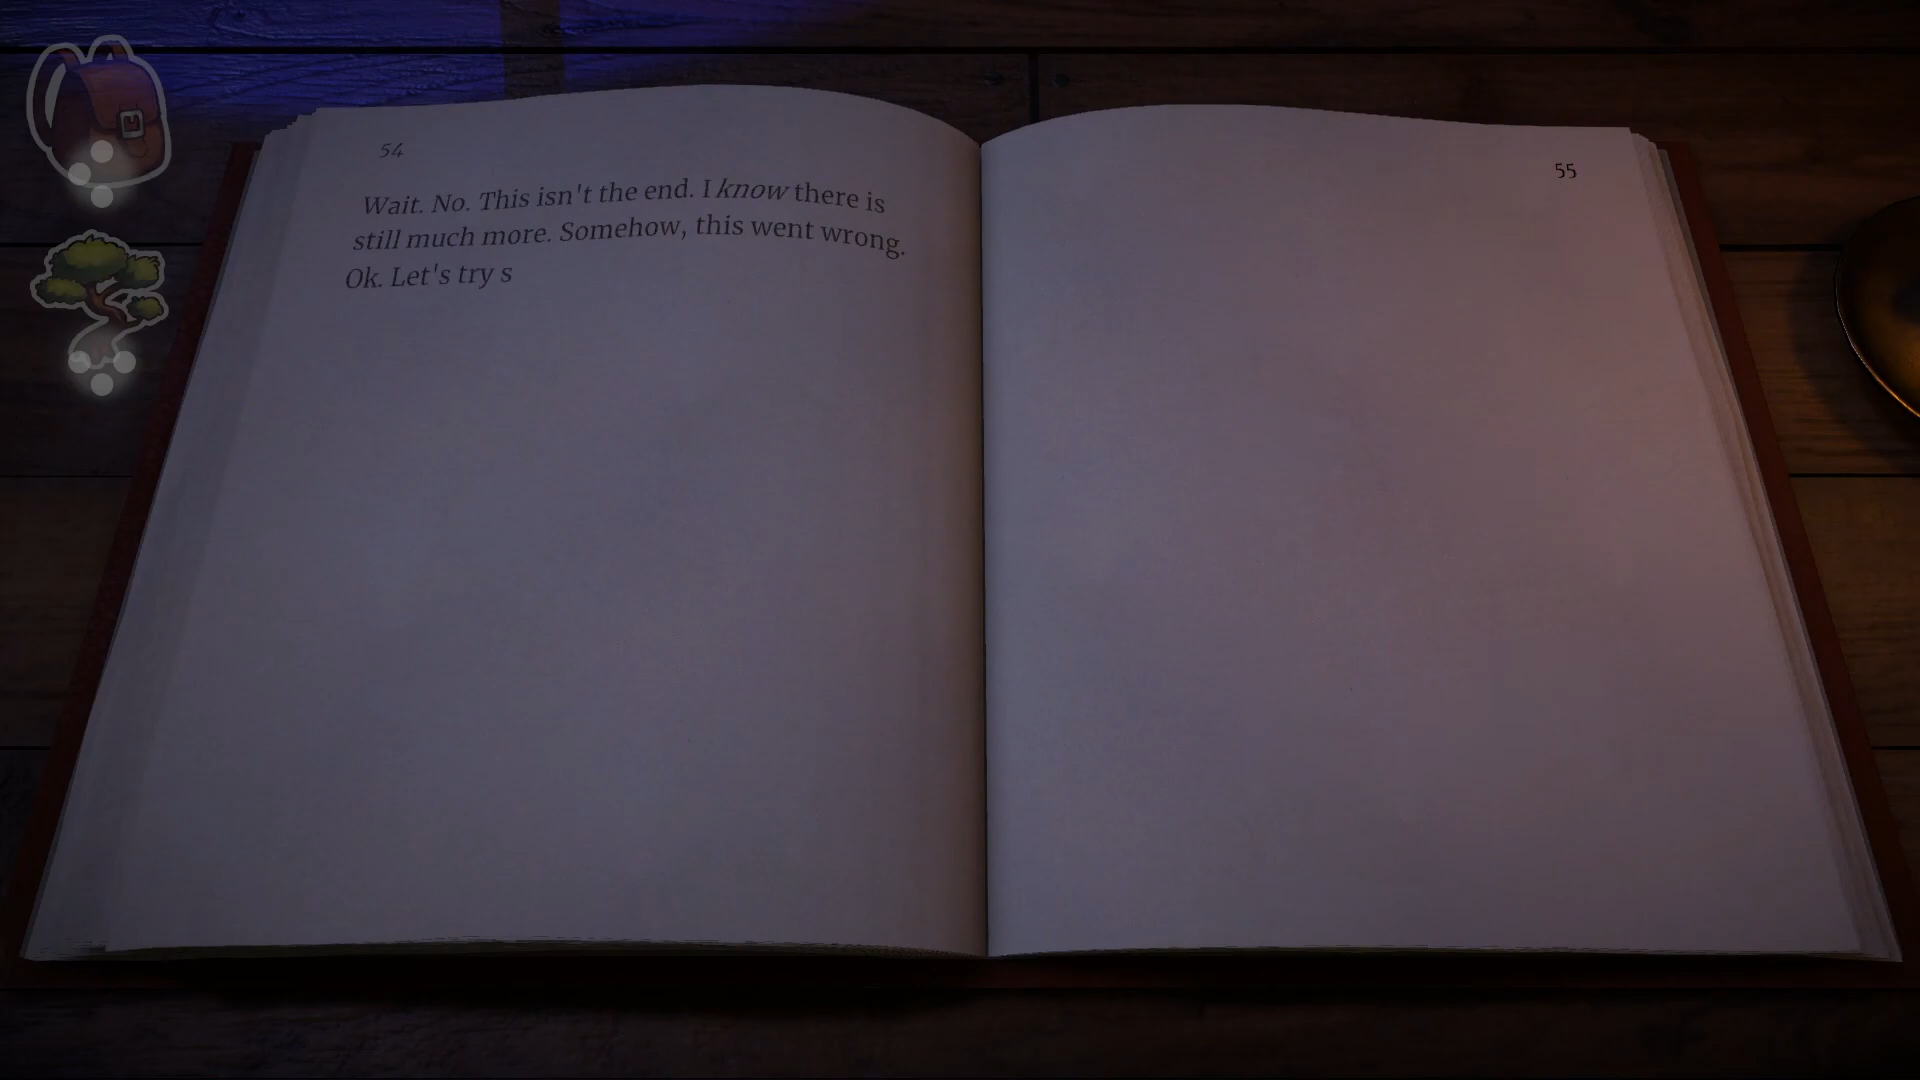 54
Wait. No. This isn't the end. I know there is
still much more. Somehow, this went wrong.
Ok. Let's try s
55